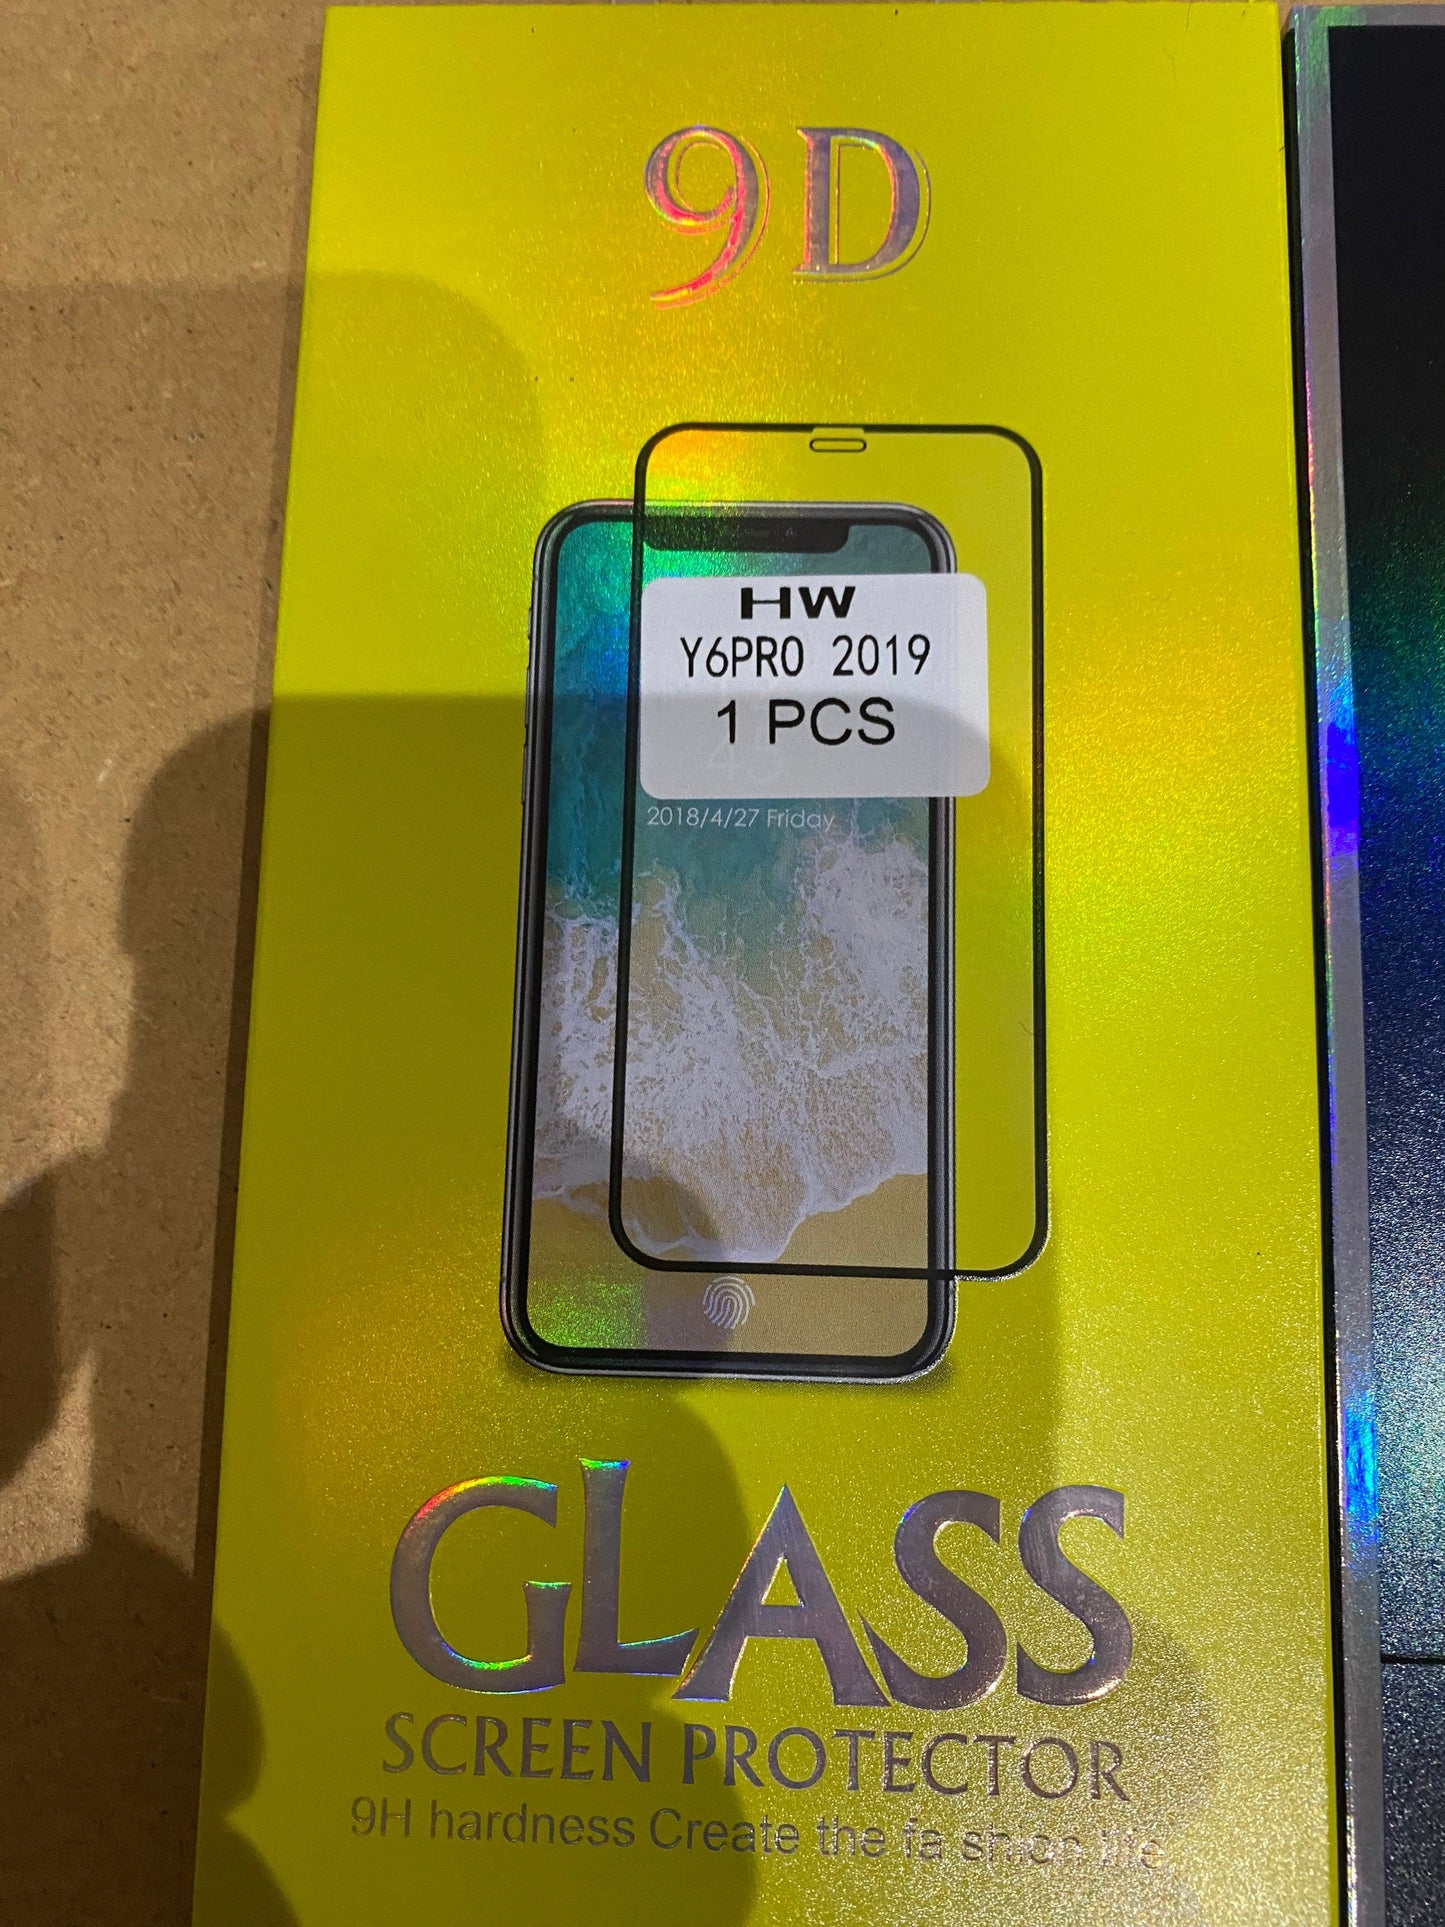 9D
HW
Y6PRO 2019
1 PCS
2018/4/27 Friday
GLASS
SCREEN PROTECTOR
9H hardness Create the fa shion life